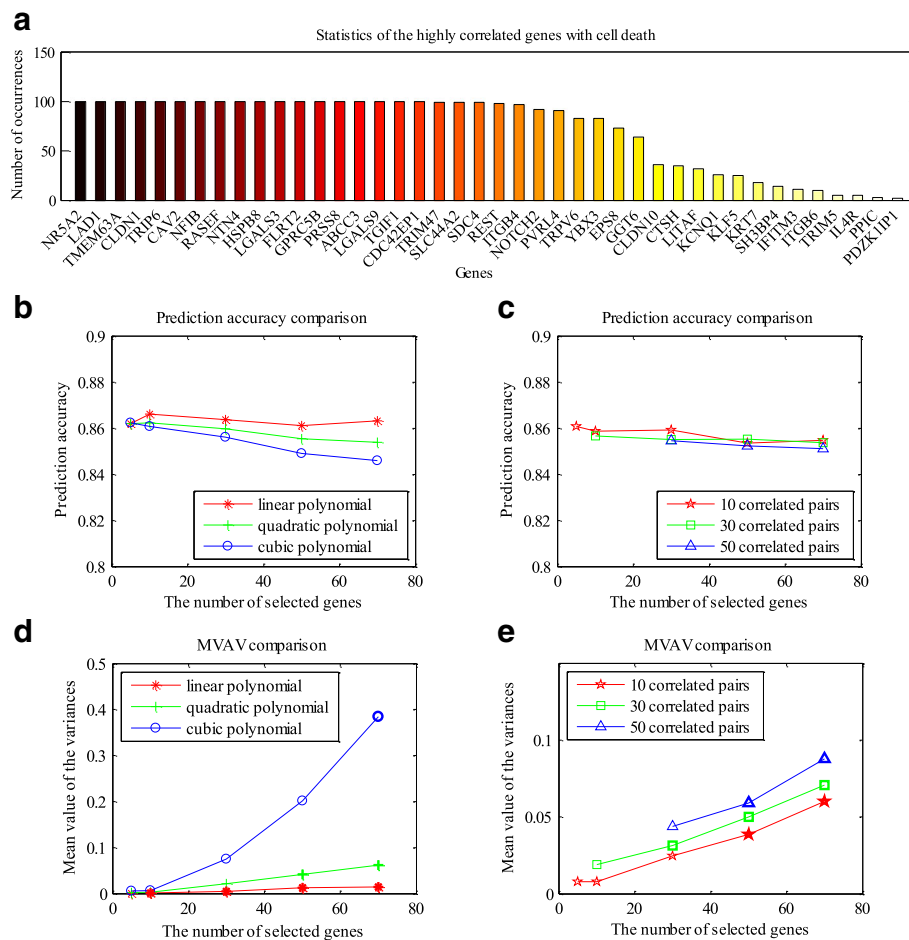 a
Statistics of the highly correlated genes with cell death
Number of occurrences
150
100
50
0
NR5A2
LAD1
TMEM63A
CLDN1
TRIP6
CAV2
NFIB
RASEF
NTN4
HSPB8
LGALS3
FLRT2
GPRC5B
PRSS8
ABCC3
LGALS9
TGIF1
CDC42EP1
TRIM47
SLC44A2
SDC4
REST
ITGB4
NOTCH2
PVRL4
TRPV6
YBX3
EPS8
GGT6
CLDN10
CTSH
LITAF
KCNQ1
KLF5
KRT7
SH3BP4
IFITM3
ITGB6
TRIM5
IL4R
PPIC
PDZK1IP1
Genes
b
Prediction accuracy comparison
Prediction accuracy
0.9
0.88
0.86
0.84
0.82
0.8
linear polynomial
quadratic polynomial
cubic polynomial
0 20 40 60 80
The number of selected genes
c
Prediction accuracy comparison
Prediction accuracy
0.9
0.88
0.86
0.84
0.82
0.8
10 correlated pairs
30 correlated pairs
50 correlated pairs
0 20 40 60 80
The number of selected genes
d
MVAV comparison
Mean value of the variances
0.5
0.4
0.3
0.2
0.1
0
linear polynomial
quadratic polynomial
cubic polynomial
0 20 40 60 80
The number of selected genes
e
MVAV comparison
Mean value of the variances
0.1
0.05
0
10 correlated pairs
30 correlated pairs
50 correlated pairs
0 20 40 60 80
The number of selected genes